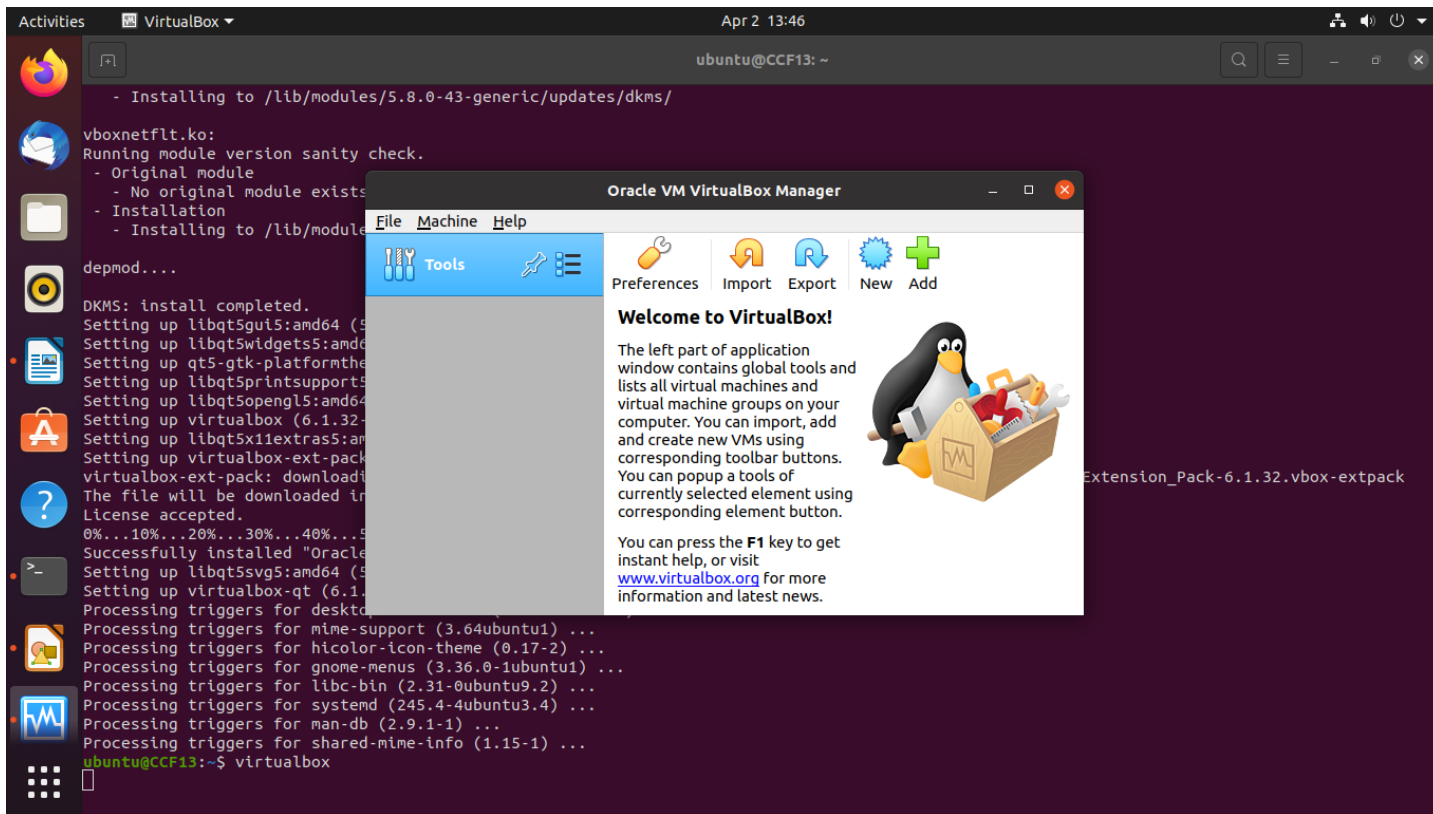 Activities VirtualBox Apr 2 13:46
ubuntu@CCF13: ~
- Installing to /lib/modules/5.8.0-43-generic/updates/dkms/
vboxnetflt.ko:
Running module version sanity check.
- Original module
- No original module exists
- Installation
- Installing to /lib/module
depmod....
DKMS: install completed.
Setting up libqt5gui5:amd64 (5
Setting up libqt5widgets5:amd6
Setting up qt5-gtk-platformthe
Setting up libqt5printsupport5
Setting up libqt5opengl5:amd64
Setting up virtualbox (6.1.32-
Setting up libqt5x11extras5:am
Setting up virtualbox-ext-pack
virtualbox-ext-pack: downloadi Extension_Pack-6.1.32.vbox-extpack
The file will be downloaded in
License accepted.
0%...10%...20%...30%...40%...5
Successfully installed "Oracle
Setting up libqt5svg5:amd64 (5
Setting up virtualbox-qt (6.1.
Processing triggers for deskto
Processing triggers for mime-support (3.64ubuntu1) ...
Processing triggers for hicolor-icon-theme (0.17-2) ...
Processing triggers for gnome-menus (3.36.0-1ubuntu1) ...
Processing triggers for libc-bin (2.31-0ubuntu9.2) ...
Processing triggers for systemd (245.4-4ubuntu3.4) ...
Processing triggers for man-db (2.9.1-1) ...
Processing triggers for shared-mime-info (1.15-1) ...
ubuntu@CCF13:~$ virtualbox
Oracle VM VirtualBox Manager
File Machine Help
Tools
Preferences Import Export New Add
Welcome to VirtualBox!
The left part of application
window contains global tools and
lists all virtual machines and
virtual machine groups on your
computer. You can import, add
and create new VMs using
corresponding toolbar buttons.
You can popup a tools of
currently selected element using
corresponding element button.
You can press the F1 key to get
instant help, or visit
www.virtualbox.org for more
information and latest news.